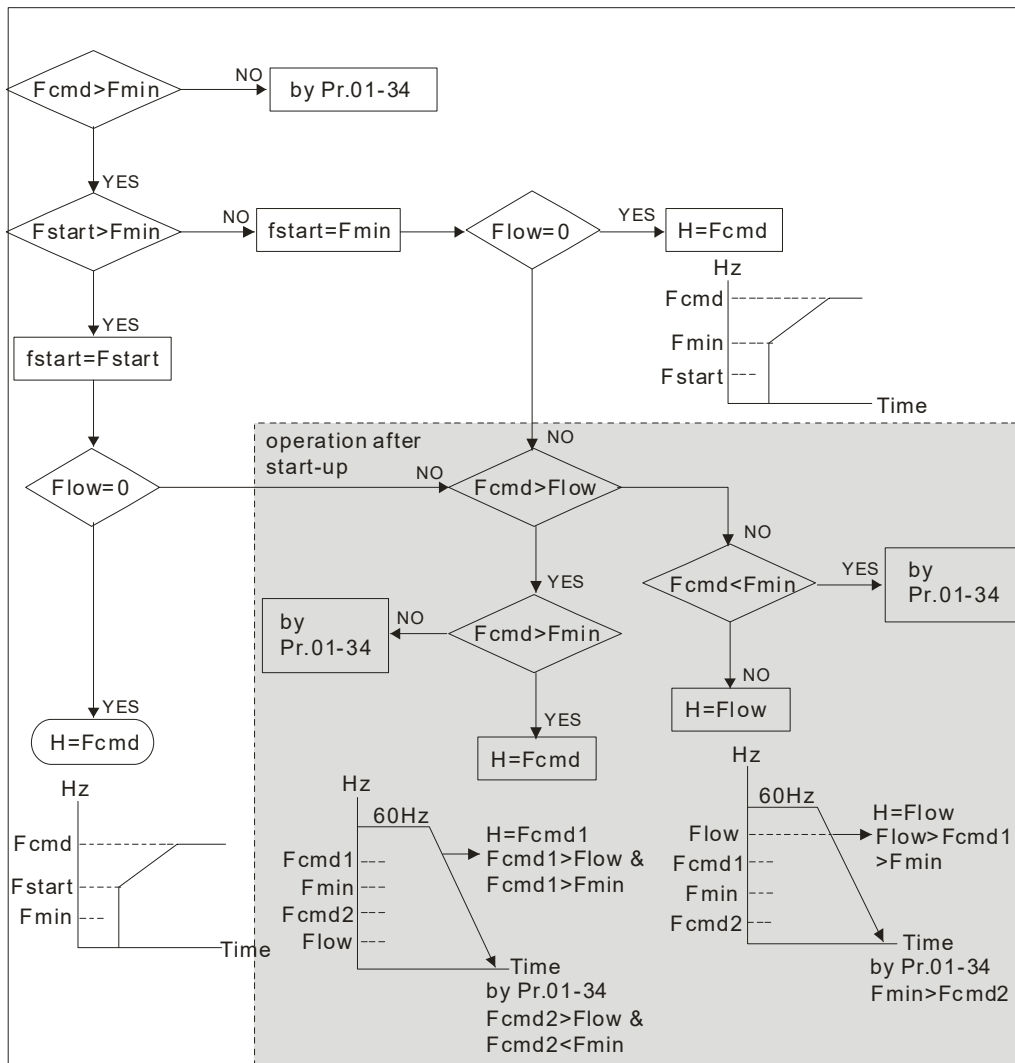 Fcmd>Fmin
NO
by Pr.01-34
YES
Fstart>Fmin
NO
fstart=Fmin
Flow=0
YES
H=Fcmd
Hz
Fcmd
Fmin
Fstart
Time
YES
fstart=Fstart
NO
operation after
start-up
Flow=0
NO
Fcmd>Flow
NO
YES
Fcmd<Fmin
YES
by
Pr.01-34
by
Pr.01-34
NO
Fcmd>Fmin
NO
H=Flow
YES
H=Fcmd
YES
H=Fcmd
Hz
Fcmd
Fstart
Fmin
Time
Hz
60Hz
Fcmd1
Fmin
Fcmd2
Flow
H=Fcmd1
Fcmd1>Flow &
Fcmd1>Fmin
Time
by Pr.01-34
Fcmd2>Flow &
Fcmd2<Fmin
Hz
60Hz
Flow
Fcmd1
Fmin
Fcmd2
H=Flow
Flow>Fcmd1
>Fmin
Time
by Pr.01-34
Fmin>Fcmd2